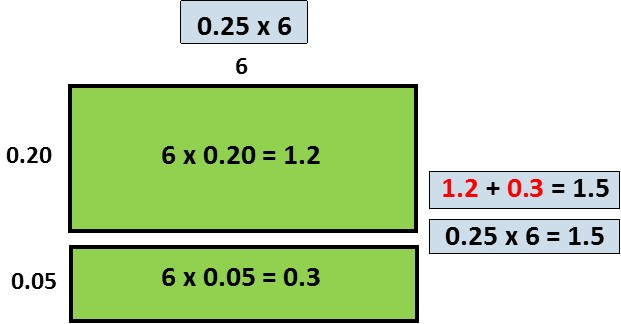 0.25 x 6
6
0.20
6 x 0.20 = 1.2
1.2 + 0.3 = 1.5
0.25 x 6 = 1.5
0.05
6 x 0.05 = 0.3